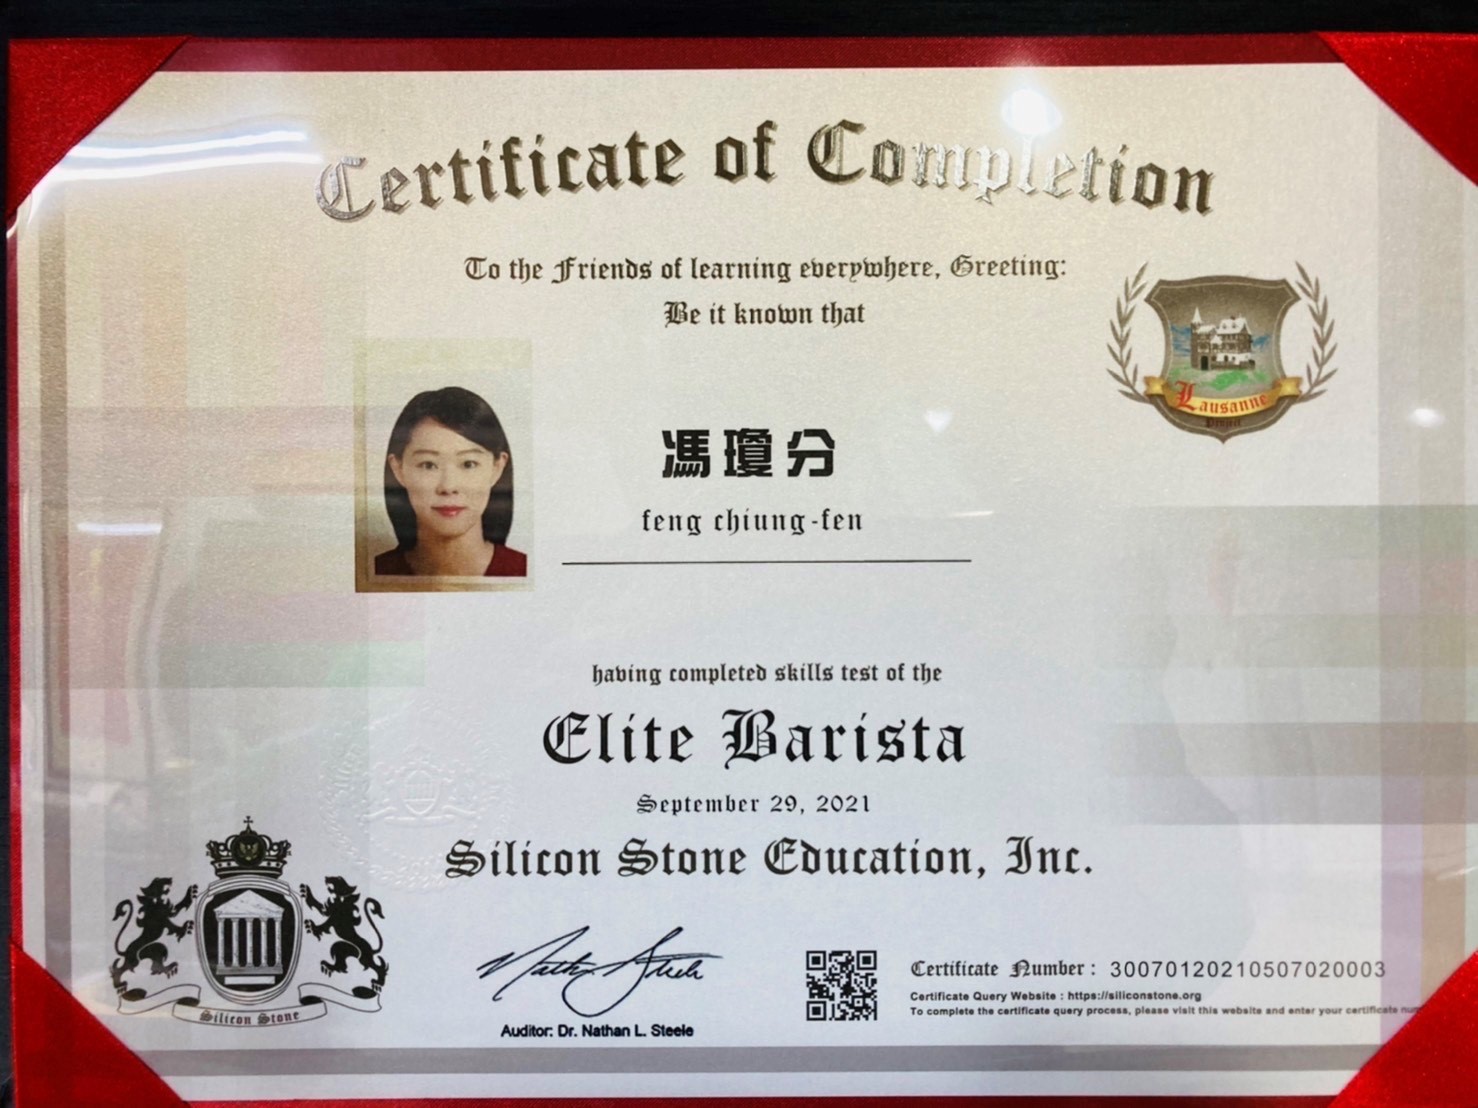 Certificate of Completion
To the Friends of learning everywhere, Greeting:
Be it known that
Lausanne
Project
馮瓊分
feng chiung-fen
having completed skills test of the
Elite Barista
September 29, 2021
Silicon Stone Education, Inc.
Silicon Stone
Auditor: Dr. Nathan L. Steele
Certificate Number : 30070120210507020003
Certificate Query Website : https://siliconstone.org
To complete the certificate query process, please visit this website and enter your certificate